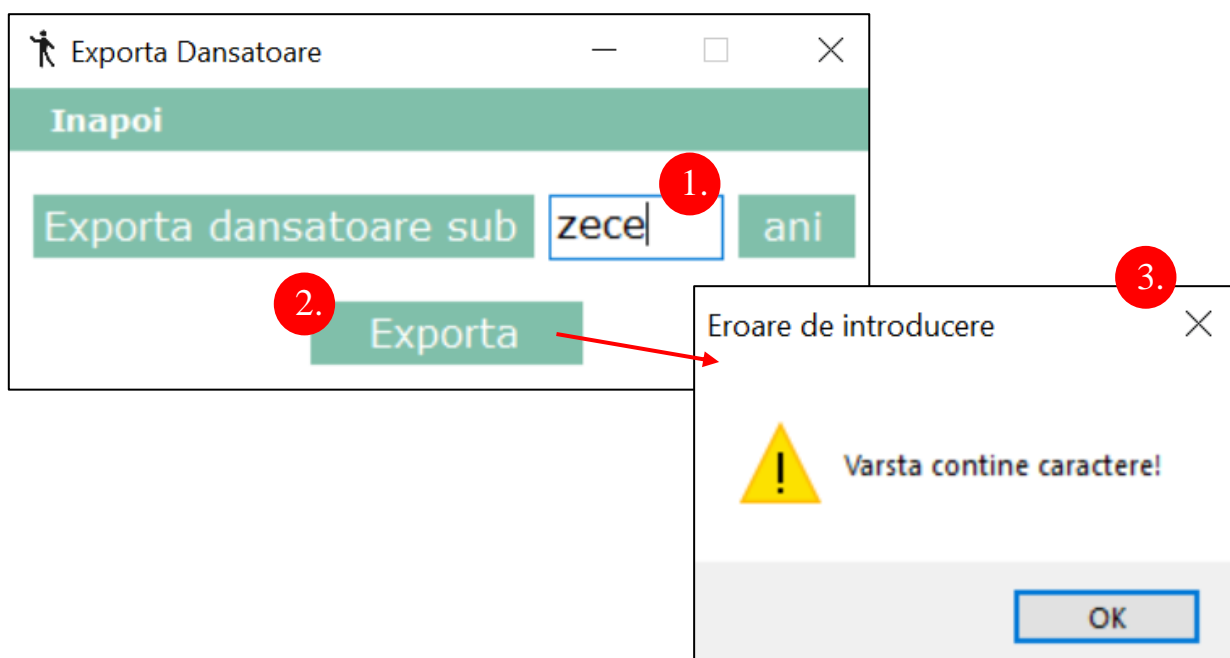 Exporta Dansatoare
Inapoi
1.
Exporta dansatoare sub zece ani
2.
Exporta
3.
Eroare de introducere
Varsta contine caractere!
OK